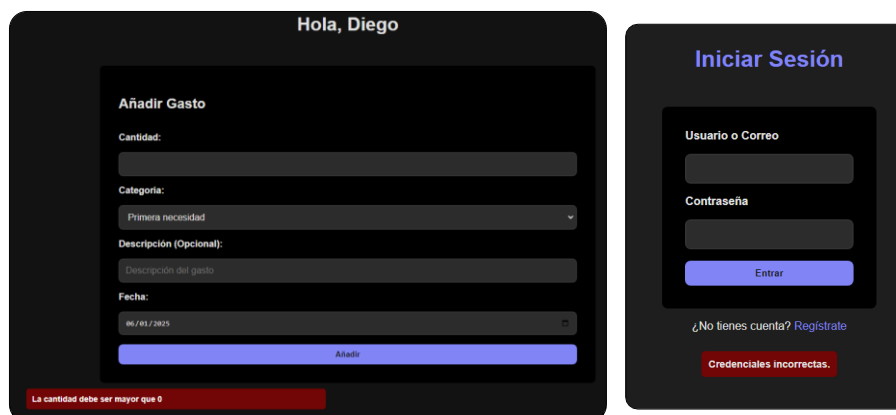 Hola, Diego
Añadir Gasto
Cantidad:
Categoria:
Primera necesidad
Descripción (Opcional):
Descripción del gasto
Fecha:
06/01/2025
Añadir
La cantidad debe ser mayor que 0
Iniciar Sesión
Usuario o Correo
Contraseña
Entrar
¿No tienes cuenta? Regístrate
Credenciales incorrectas.